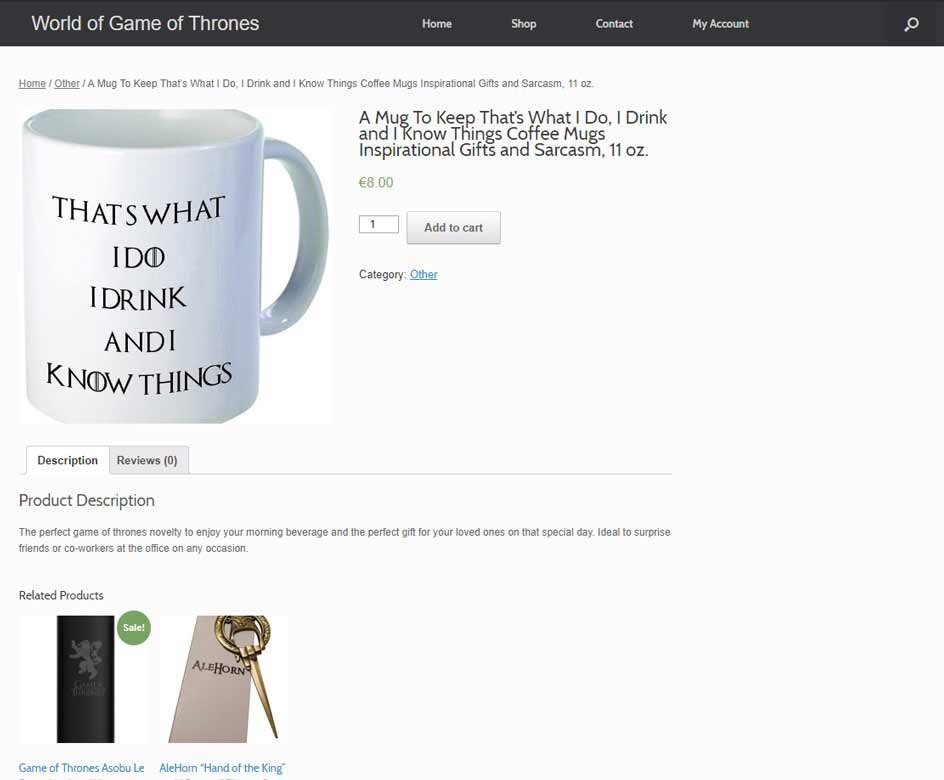 World of Game of Thrones
Home
Shop
Contact
My Account
Home / Other / A Mug To Keep That's What I Do, I Drink and I Know Things Coffee Mugs Inspirational Gifts and Sarcasm, 11 oz.
THAT'S WHAT
I DO
I DRINK
AND I
KNOW THINGS
A Mug To Keep That's What I Do, I Drink
and I Know Things Coffee Mugs
Inspirational Gifts and Sarcasm, 11 oz.
€8.00
1
Add to cart
Category: Other
Description
Reviews (0)
Product Description
The perfect game of thrones novelty to enjoy your morning beverage and the perfect gift for your loved ones on that special day. Ideal to surprise
friends or co-workers at the office on any occasion.
Related Products
Sale!
GAME OF
THRONES
ALEHORN
Game of Thrones Asobu Le
AleHorn “Hand of the King”